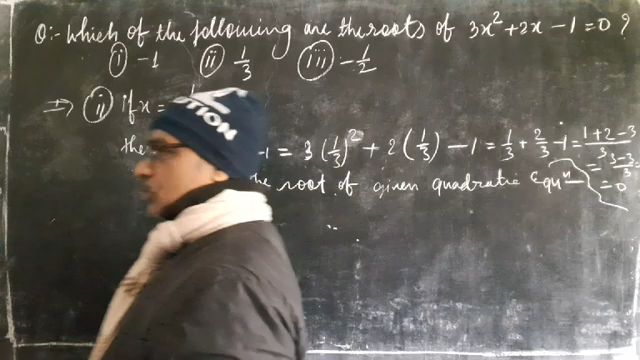 Q:- which of the following are the roots of 3x² + 2x - 1 = 0 ?
(i) -1 (ii) 1/3 (iii) -1/2
⇒ (ii) if x =
the -1 = 3(1/3)² + 2(1/3) - 1 = 1/3 + 2/3 - 1 = (1+2-3)/3
= (3-3)/3 =
the root of given quadratic Equⁿ = 0
UTION